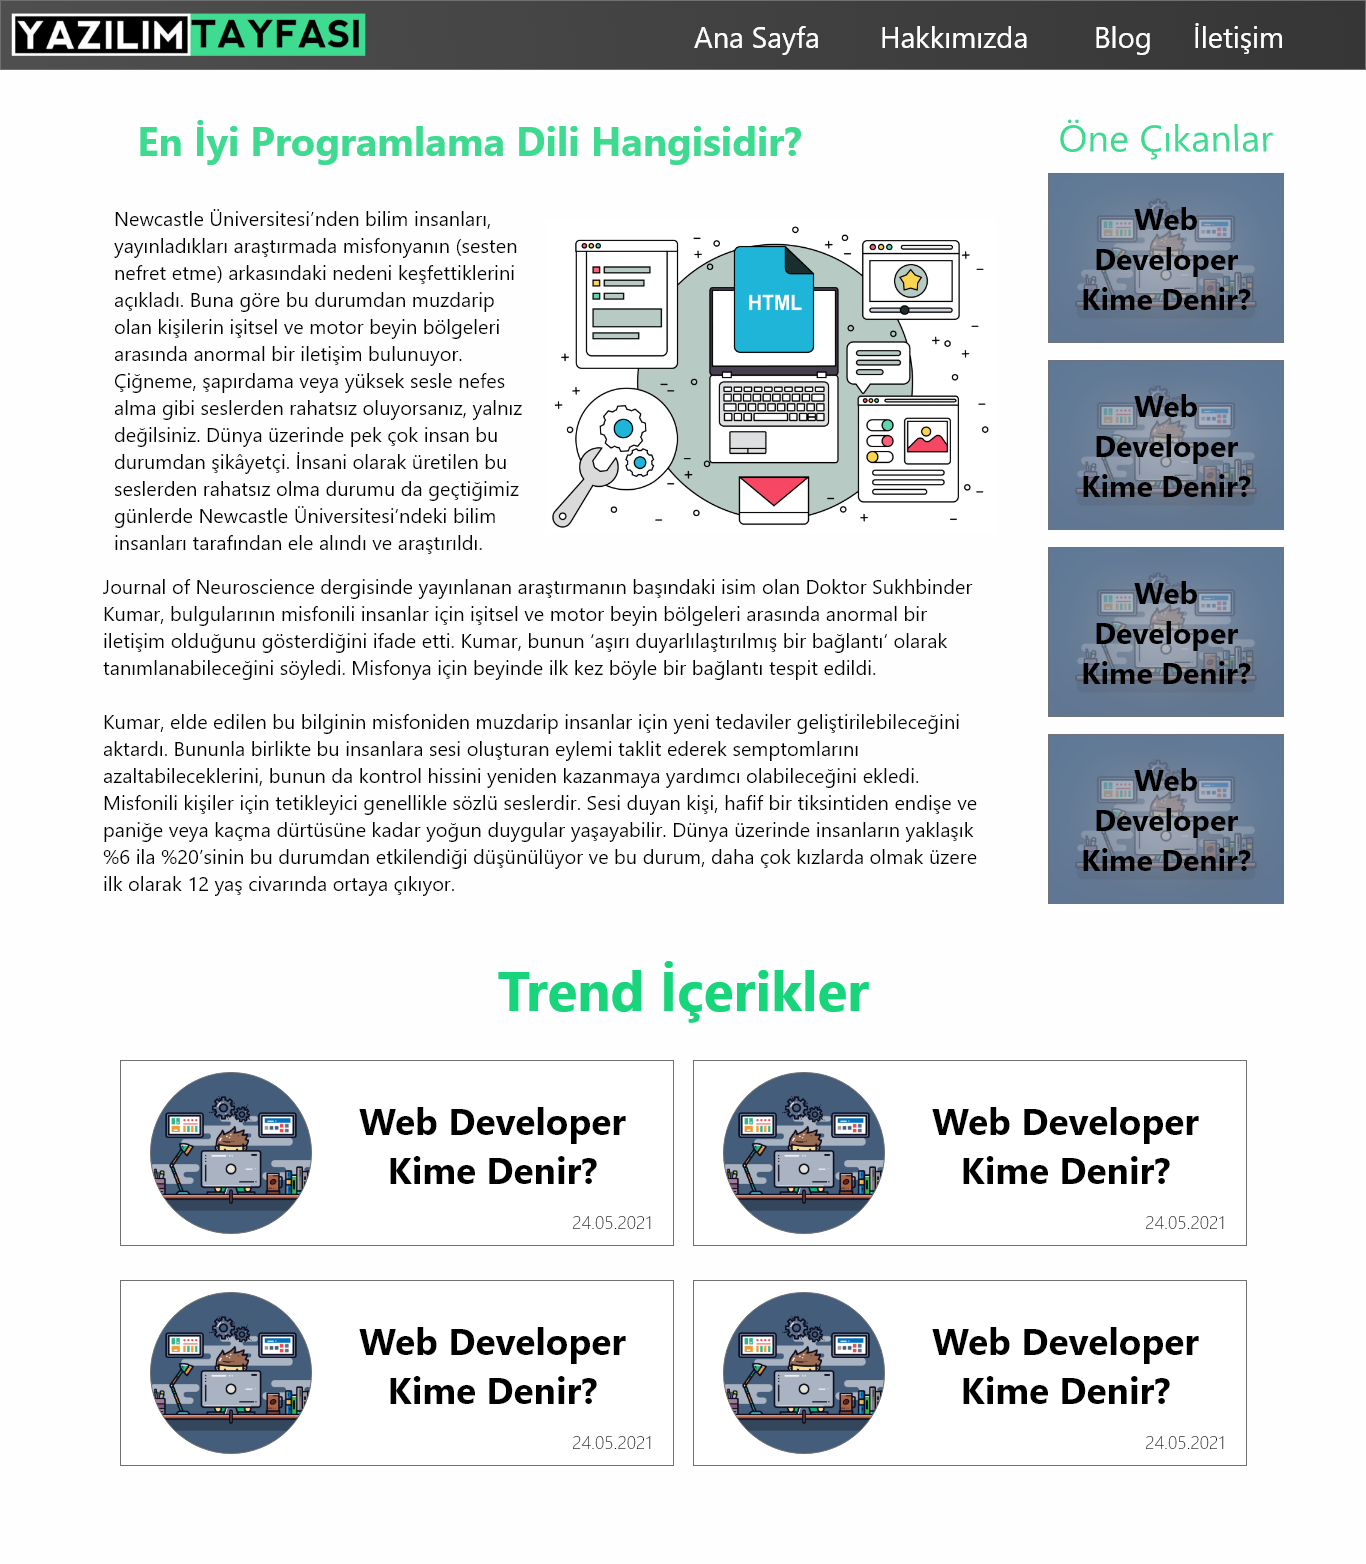 YAZILIMTAYFASI
Ana Sayfa Hakkımızda Blog İletişim
En İyi Programlama Dili Hangisidir?
Newcastle Üniversitesi’nden bilim insanları,
yayınladıkları araştırmada misfonyanın (sesten
nefret etme) arkasındaki nedeni keşfettiklerini
açıkladı. Buna göre bu durumdan muzdarip
olan kişilerin işitsel ve motor beyin bölgeleri
arasında anormal bir iletişim bulunuyor.
Çiğneme, şapırdama veya yüksek sesle nefes
alma gibi seslerden rahatsız oluyorsanız, yalnız
değilsiniz. Dünya üzerinde pek çok insan bu
durumdan şikâyetçi. İnsani olarak üretilen bu
seslerden rahatsız olma durumu da geçtiğimiz
günlerde Newcastle Üniversitesi’ndeki bilim
insanları tarafından ele alındı ve araştırıldı.
HTML
Journal of Neuroscience dergisinde yayınlanan araştırmanın başındaki isim olan Doktor Sukhbinder
Kumar, bulgularının misfonili insanlar için işitsel ve motor beyin bölgeleri arasında anormal bir
iletişim olduğunu gösterdiğini ifade etti. Kumar, bunun ‘aşırı duyarlılaştırılmış bir bağlantı’ olarak
tanımlanabileceğini söyledi. Misfonya için beyinde ilk kez böyle bir bağlantı tespit edildi.
Kumar, elde edilen bu bilginin misfoniden muzdarip insanlar için yeni tedaviler geliştirilebileceğini
aktardı. Bununla birlikte bu insanlara sesi oluşturan eylemi taklit ederek semptomlarını
azaltabileceklerini, bunun da kontrol hissini yeniden kazanmaya yardımcı olabileceğini ekledi.
Misfonili kişiler için tetikleyici genellikle sözlü seslerdir. Sesi duyan kişi, hafif bir tiksintiden endişe ve
paniğe veya kaçma dürtüsüne kadar yoğun duygular yaşayabilir. Dünya üzerinde insanların yaklaşık
%6 ila %20’sinin bu durumdan etkilendiği düşünülüyor ve bu durum, daha çok kızlarda olmak üzere
ilk olarak 12 yaş civarında ortaya çıkıyor.
Öne Çıkanlar
Web
Developer
Kime Denir?
Web
Developer
Kime Denir?
Web
Developer
Kime Denir?
Web
Developer
Kime Denir?
Trend İçerikler
Web Developer
Kime Denir?
24.05.2021
Web Developer
Kime Denir?
24.05.2021
Web Developer
Kime Denir?
24.05.2021
Web Developer
Kime Denir?
24.05.2021